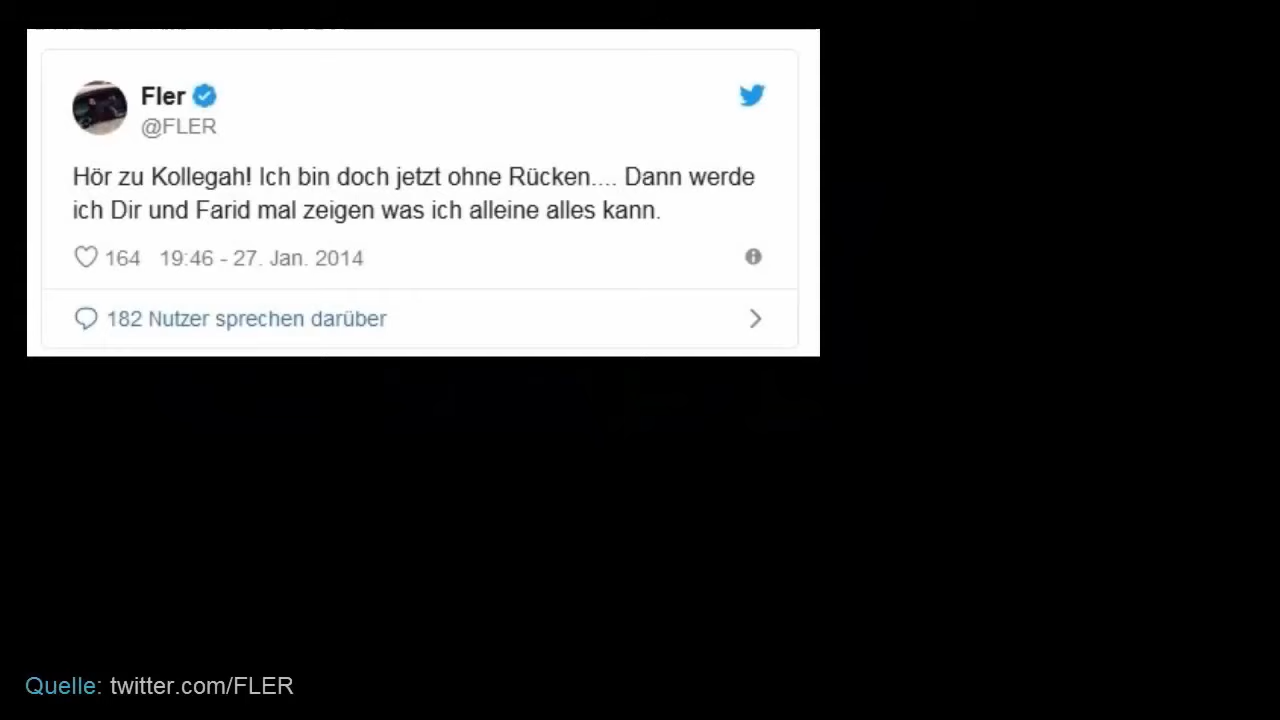 Fler
@FLER
Hör zu Kollegah! Ich bin doch jetzt ohne Rücken.... Dann werde
ich Dir und Farid mal zeigen was ich alleine alles kann.
164 19:46 - 27. Jan. 2014
182 Nutzer sprechen darüber
Quelle: twitter.com/FLER